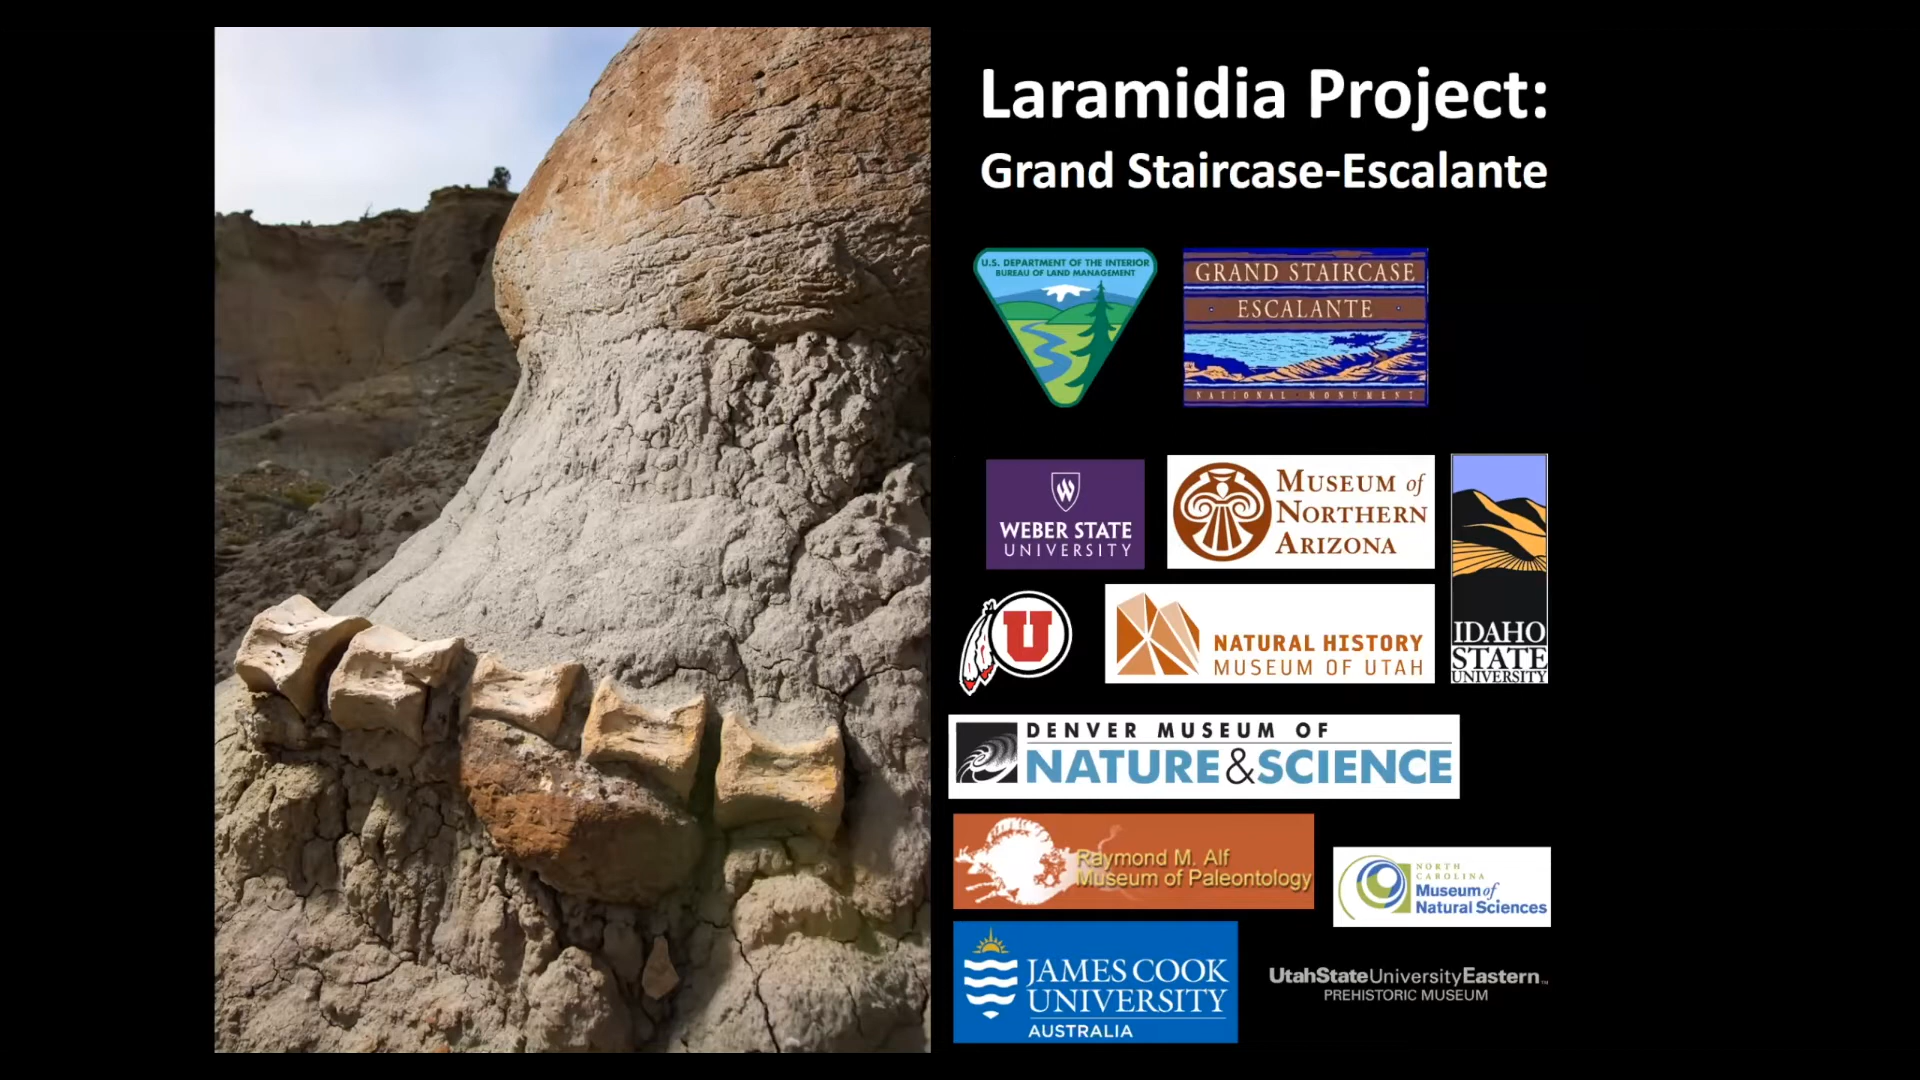 Laramidia Project:
Grand Staircase-Escalante
U.S. DEPARTMENT OF THE INTERIOR
BUREAU OF LAND MANAGEMENT
GRAND STAIRCASE
ESCALANTE
NATIONAL · MONUMENT
W
WEBER STATE
UNIVERSITY
MUSEUM of
NORTHERN
ARIZONA
IDAHO
STATE
UNIVERSITY
U
NATURAL HISTORY
MUSEUM OF UTAH
DENVER MUSEUM OF
NATURE&SCIENCE
Raymond M. Alf
Museum of Paleontology
NORTH
CAROLINA
Museum of
Natural Sciences
JAMES COOK
UNIVERSITY
AUSTRALIA
UtahStateUniversityEastern™
PREHISTORIC MUSEUM